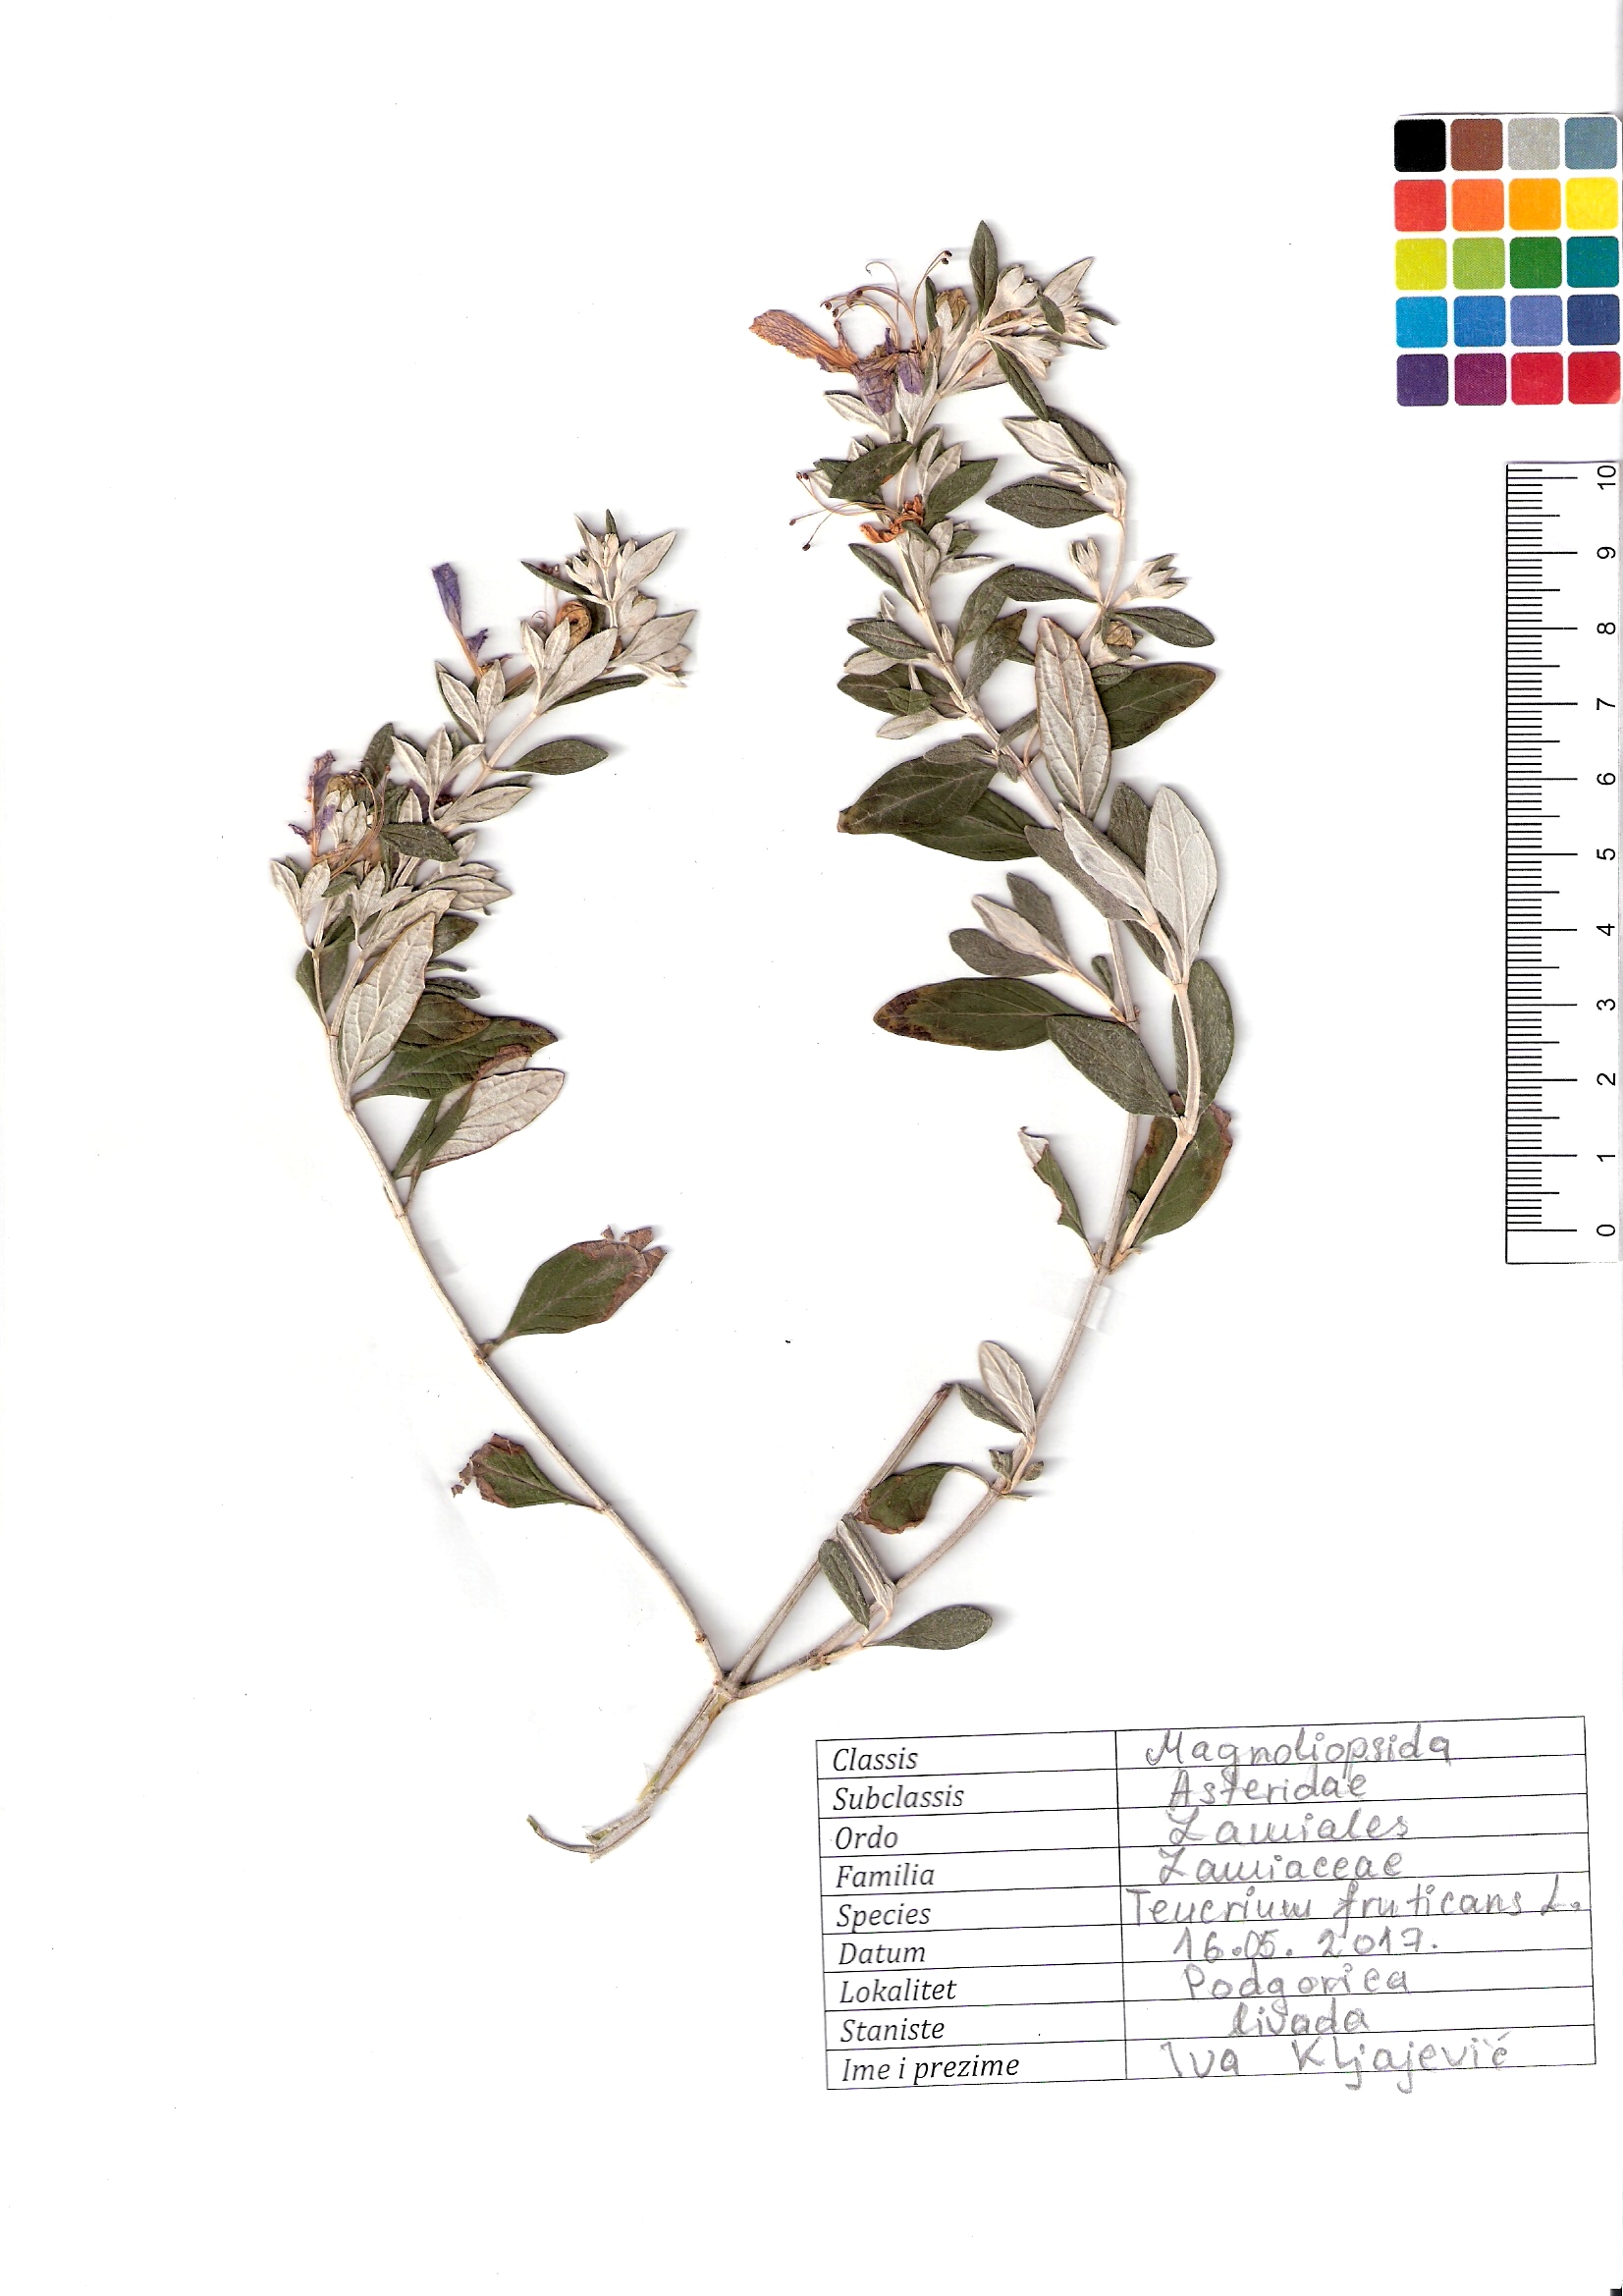 10
9
8
7
6
5
4
3
2
1
0
Classis Magnoliopsida
Subclassis Asteridae
Ordo Lamiales
Familia Lamiaceae
Species Teucrium fruticans L.
Datum 16.05.2017.
Lokalitet Podgorica
Staniste livada
Ime i prezime Iva Kljajević